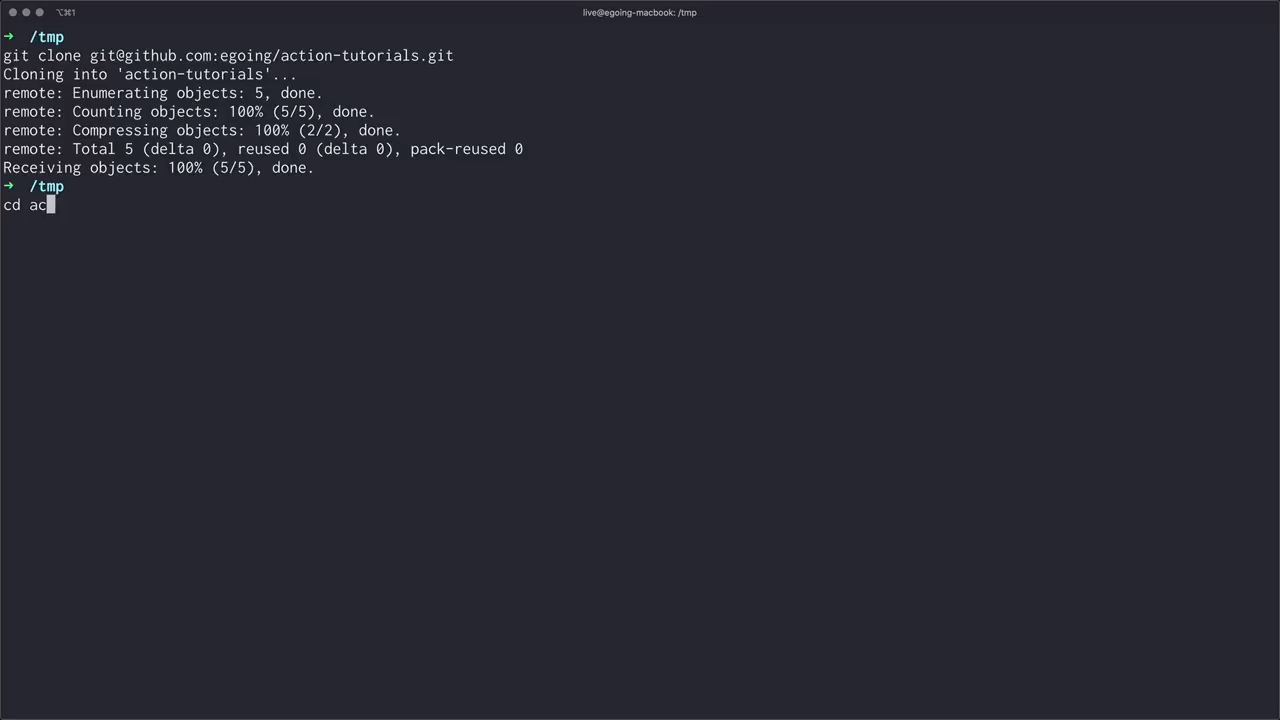 ⌥⌘1
live@egoing-macbook: /tmp
➜ /tmp
git clone git@github.com:egoing/action-tutorials.git
Cloning into 'action-tutorials'...
remote: Enumerating objects: 5, done.
remote: Counting objects: 100% (5/5), done.
remote: Compressing objects: 100% (2/2), done.
remote: Total 5 (delta 0), reused 0 (delta 0), pack-reused 0
Receiving objects: 100% (5/5), done.
➜ /tmp
cd ac